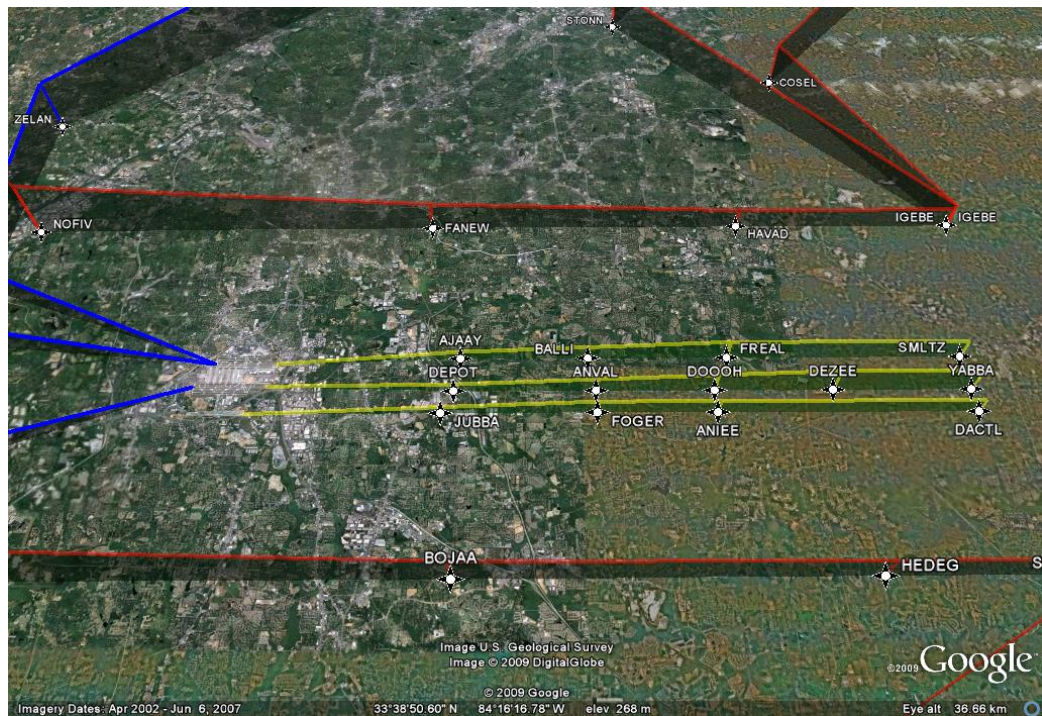 STONN
COSEL
ZELAN
NOFIV
FANEW
HAVAD
IGEBE
IGEBE
AJAAY
BALLI
FREAL
SMLTZ
DEPOT
ANVAL
DOOOH
DEZEE
YABBA
JUBBA
FOGER
ANIEE
DACTL
BOJAA
HEDEG
S
Image U.S. Geological Survey
Image © 2009 DigitalGlobe
©2009 Google
© 2009 Google
Imagery Dates: Apr 2002 - Jun 6, 2007 33°38'50.60" N 84°16'16.78" W elev 268 m Eye alt 36.66 km